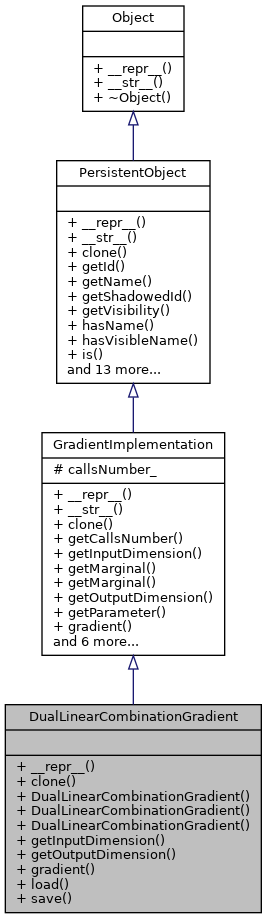 Object
+ __repr__()
+ __str__()
+ ~Object()
PersistentObject
+ __repr__()
+ __str__()
+ clone()
+ getId()
+ getName()
+ getShadowedId()
+ getVisibility()
+ hasName()
+ hasVisibleName()
+ is()
and 13 more...
GradientImplementation
# callsNumber_
+ __repr__()
+ __str__()
+ clone()
+ getCallsNumber()
+ getInputDimension()
+ getMarginal()
+ getMarginal()
+ getOutputDimension()
+ getParameter()
+ gradient()
and 6 more...
DualLinearCombinationGradient
+ __repr__()
+ clone()
+ DualLinearCombinationGradient()
+ DualLinearCombinationGradient()
+ DualLinearCombinationGradient()
+ getInputDimension()
+ getOutputDimension()
+ gradient()
+ load()
+ save()